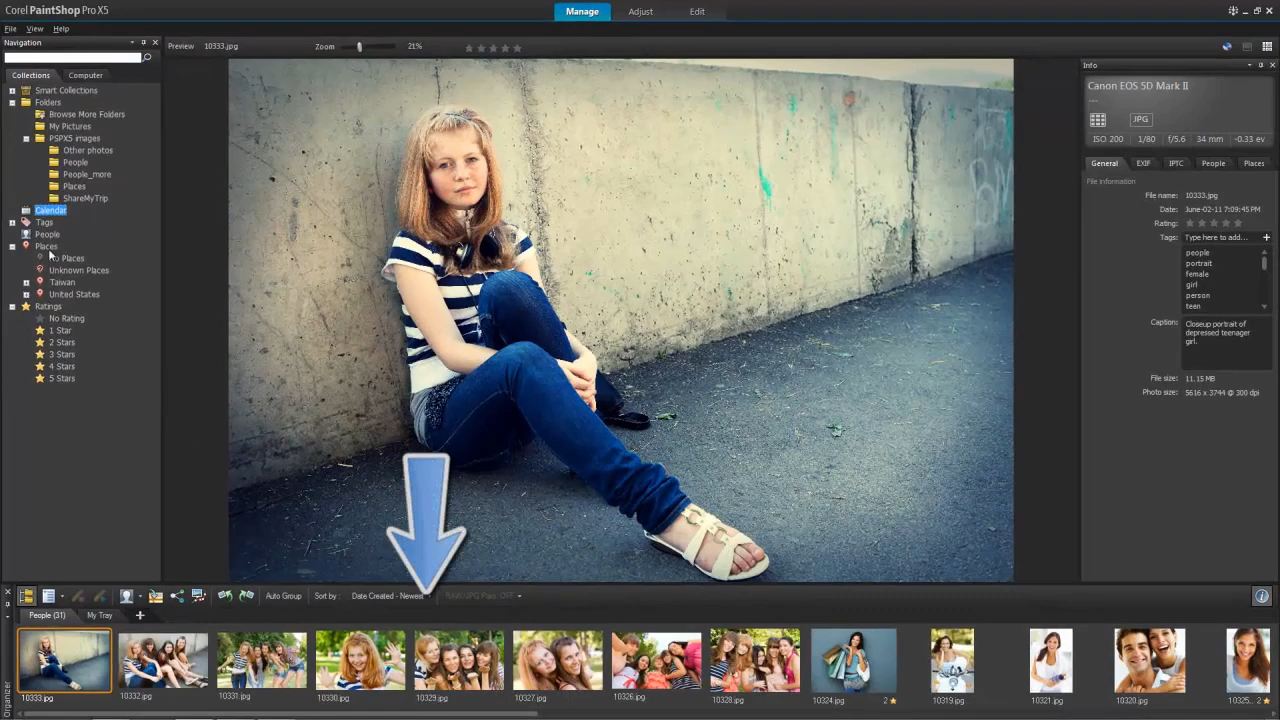 Corel PaintShop Pro X5
Manage
Adjust
Edit
File
View
Help
Navigation
Preview
10333.jpg
Zoom
21%
Info
Collections
Computer
Smart Collections
Folders
Browse More Folders
My Pictures
PSPX5 images
Other photos
People
People_more
Places
ShareMyTrip
Calendar
Tags
People
Places
Places
Unknown Places
Taiwan
United States
Ratings
No Rating
1 Star
2 Stars
3 Stars
4 Stars
5 Stars
Canon EOS 5D Mark II
---
JPG
ISO 200
1/80
f/5.6
34 mm
-0.33 ev
General
EXIF
IPTC
People
Places
File information
File name: 10333.jpg
Date: June-02-11 7:09:45 PM
Rating:
Tags: Type here to add... +
people
portrait
female
girl
person
teen
Caption: Closeup portrait of
depressed teenager
girl.
File size: 11.15 MB
Photo size: 5616 x 3744 @ 300 dpi
Auto Group
Sort by :
Date Created - Newest
People (31)
My Tray
Organizer
10333.jpg
10332.jpg
10331.jpg
10330.jpg
10329.jpg
10327.jpg
10326.jpg
10328.jpg
10324.jpg
2
10319.jpg
10321.jpg
10320.jpg
10325... 2